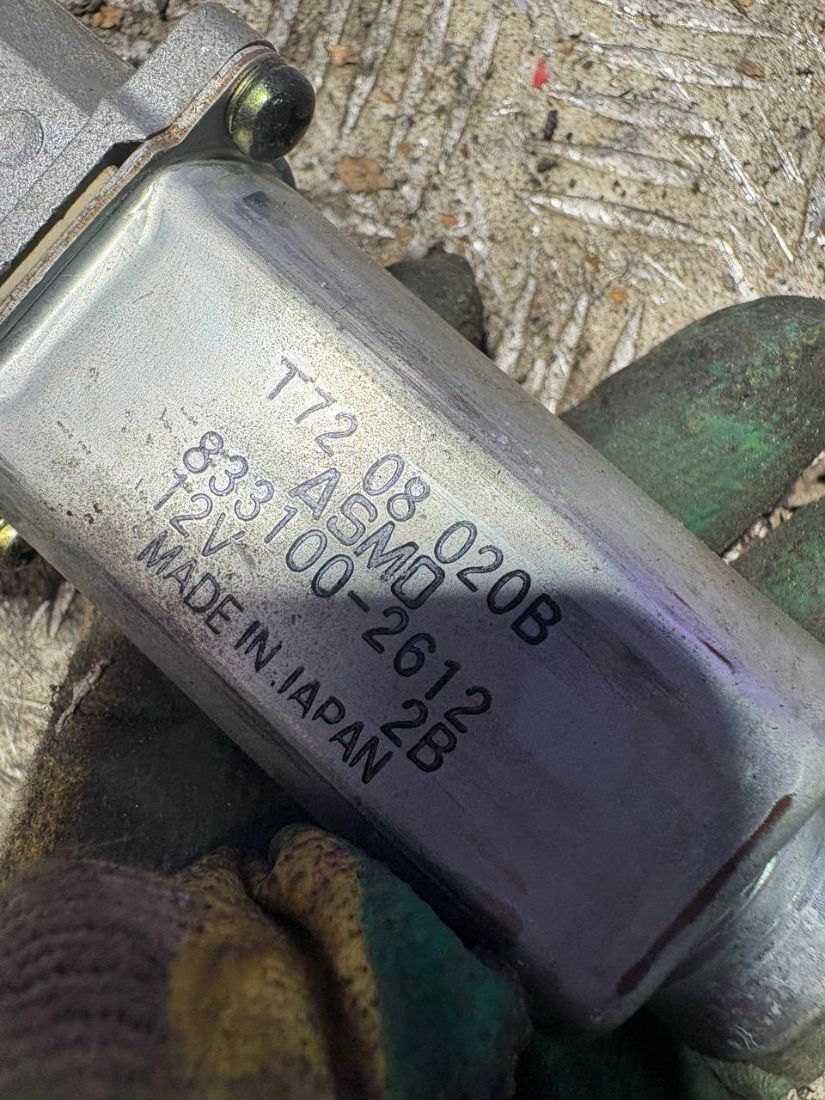 T72 08 020B
ASMO
833100-2612
12V 2B
MADE IN JAPAN